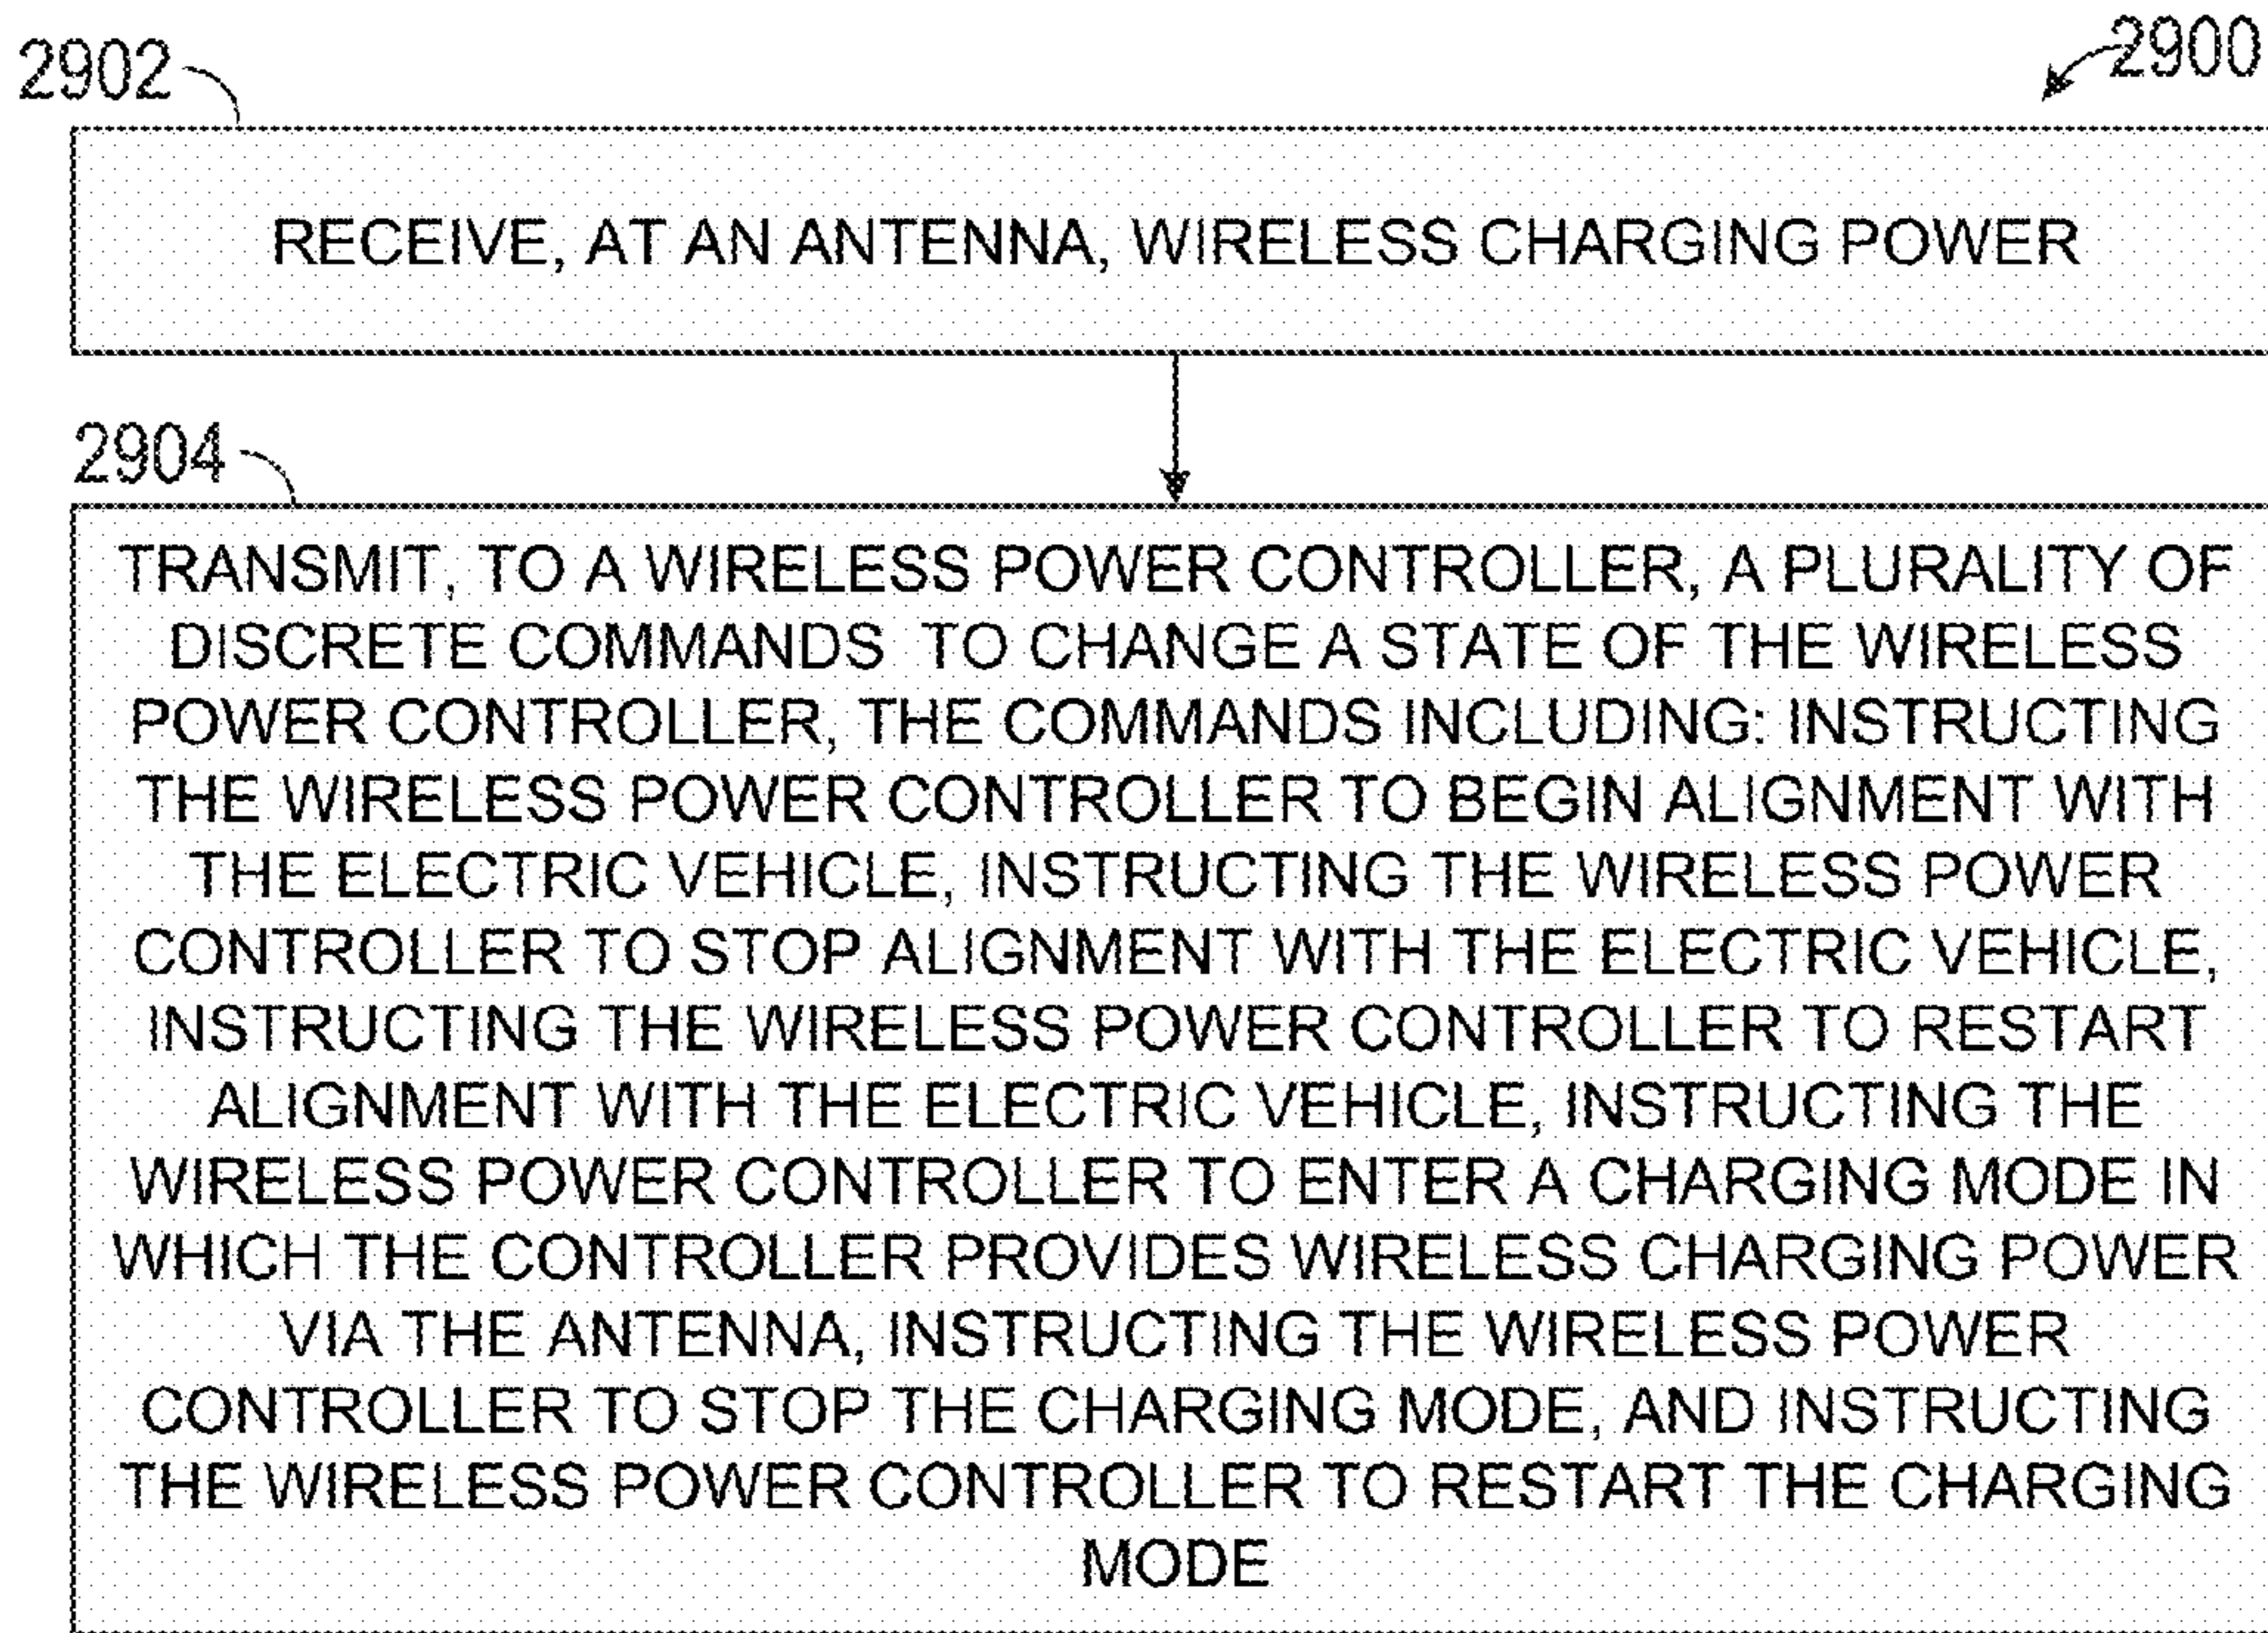 2902
2900
RECEIVE, AT AN ANTENNA, WIRELESS CHARGING POWER
2904
TRANSMIT, TO A WIRELESS POWER CONTROLLER, A PLURALITY OF
DISCRETE COMMANDS TO CHANGE A STATE OF THE WIRELESS
POWER CONTROLLER, THE COMMANDS INCLUDING: INSTRUCTING
THE WIRELESS POWER CONTROLLER TO BEGIN ALIGNMENT WITH
THE ELECTRIC VEHICLE, INSTRUCTING THE WIRELESS POWER
CONTROLLER TO STOP ALIGNMENT WITH THE ELECTRIC VEHICLE,
INSTRUCTING THE WIRELESS POWER CONTROLLER TO RESTART
ALIGNMENT WITH THE ELECTRIC VEHICLE, INSTRUCTING THE
WIRELESS POWER CONTROLLER TO ENTER A CHARGING MODE IN
WHICH THE CONTROLLER PROVIDES WIRELESS CHARGING POWER
VIA THE ANTENNA, INSTRUCTING THE WIRELESS POWER
CONTROLLER TO STOP THE CHARGING MODE, AND INSTRUCTING
THE WIRELESS POWER CONTROLLER TO RESTART THE CHARGING
MODE